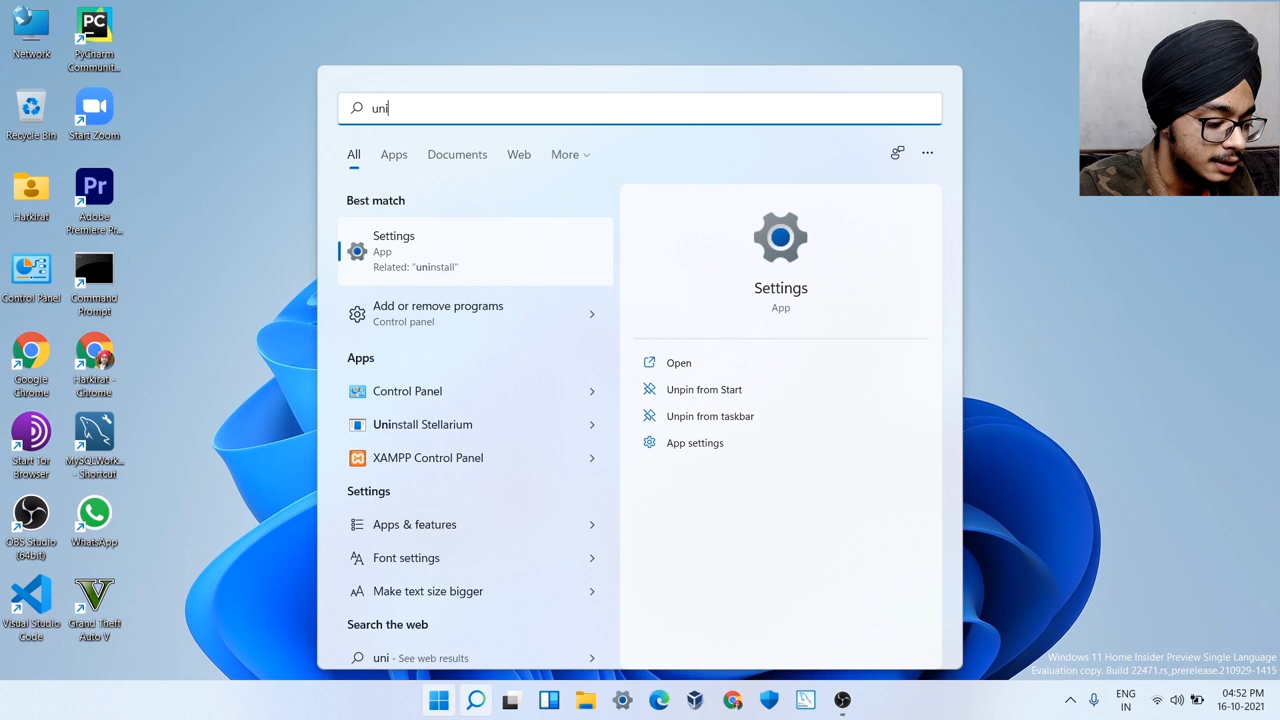 Network
PyCharm
Communit...
Recycle Bin
Start Zoom
Harkirat
Adobe
Premiere Pr...
Control Panel
Command
Prompt
Google
Chrome
Harkirat -
Chrome
Start Tor
Browser
MySQLWork...
- Shortcut
OBS Studio
(64bit)
WhatsApp
Visual Studio
Code
Grand Theft
Auto V
uni
All
Apps
Documents
Web
More
Best match
Settings
App
Related: "uninstall"
Add or remove programs
Control panel
Apps
Control Panel
Uninstall Stellarium
XAMPP Control Panel
Settings
Apps & features
Font settings
Make text size bigger
Search the web
uni - See web results
Settings
App
Open
Unpin from Start
Unpin from taskbar
App settings
Windows 11 Home Insider Preview Single Language
Evaluation copy. Build 22471.rs_prerelease.210929-1415
ENG
IN
04:52 PM
16-10-2021